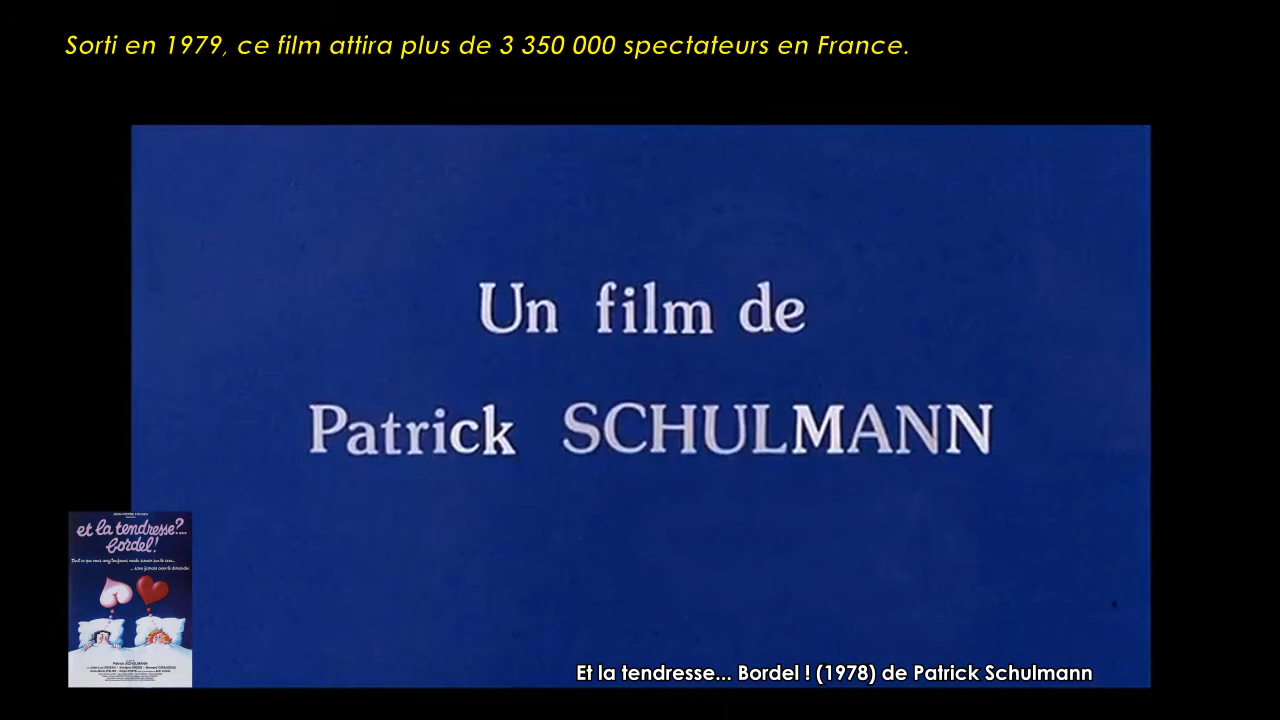 Sorti en 1979, ce film attira plus de 3 350 000 spectateurs en France.
Un film de
Patrick SCHULMANN
et la tendresse?...
bordel!
Et la tendresse... Bordel ! (1978) de Patrick Schulmann